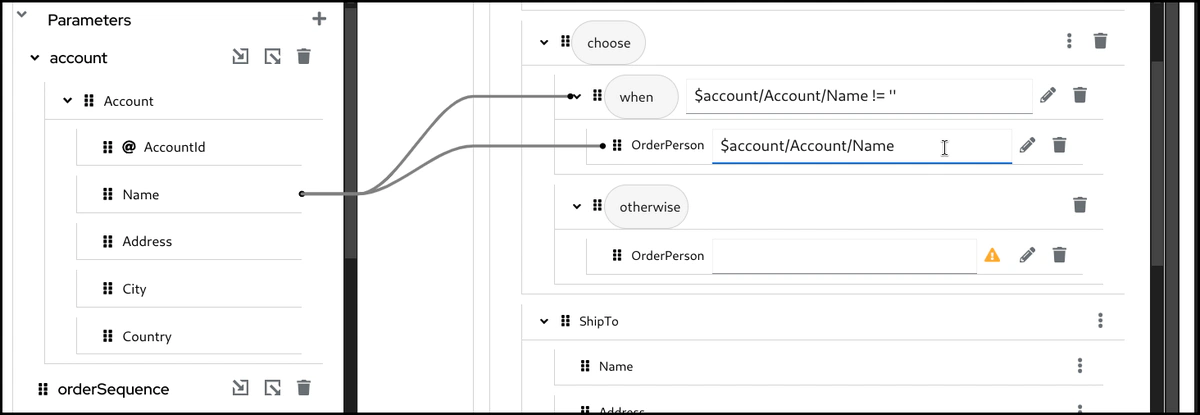 Parameters
account
Account
@ AccountId
Name
Address
City
Country
orderSequence
choose
when $account/Account/Name != ''
OrderPerson $account/Account/Name
otherwise
OrderPerson
ShipTo
Name
Address